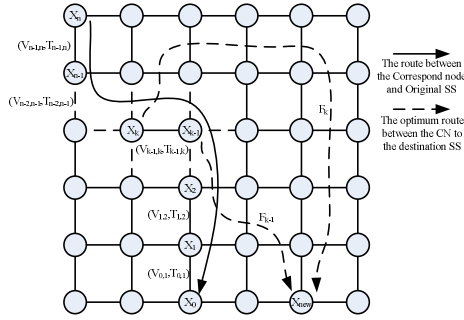 Xn
(Vn-1,n,Tn-1,n)
Xn-1
(Vn-2,n-1,Tn-2,n-1)
Xk
Xk-1
(Vk-1,k,Tk-1,k)
X2
(V1,2,T1,2)
X1
(V0,1,T0,1)
X0
Xnew
Fk
Fk-1
The route between
the Correspond node
and Original SS
The optimum route
between the CN to
the destination SS